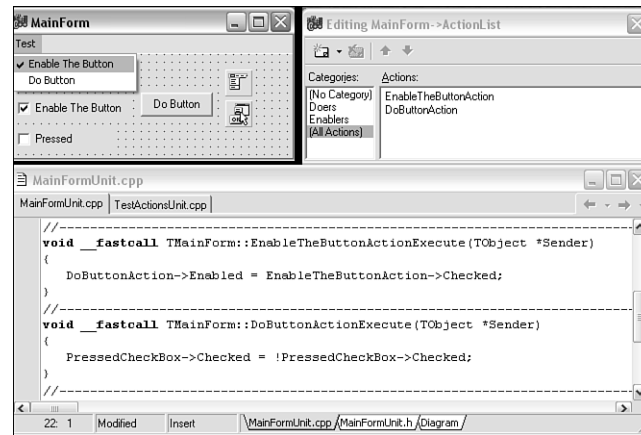 MainForm
Test
Enable The Button
Do Button
Enable The Button
Do Button
Pressed
Editing MainForm->ActionList
Categories:
Actions:
(No Category)
Doers
Enablers
(All Actions)
EnableTheButtonAction
DoButtonAction
MainFormUnit.cpp
MainFormUnit.cpp
TestActionsUnit.cpp
//------------------------------------------------------------------------
void __fastcall TMainForm::EnableTheButtonActionExecute(TObject *Sender)
{
DoButtonAction->Enabled = EnableTheButtonAction->Checked;
}
//------------------------------------------------------------------------
void __fastcall TMainForm::DoButtonActionExecute(TObject *Sender)
{
PressedCheckBox->Checked = !PressedCheckBox->Checked;
}
//------------------------------------------------------------------------
22: 1
Modified
Insert
\MainFormUnit.cpp /MainFormUnit.h /Diagram /